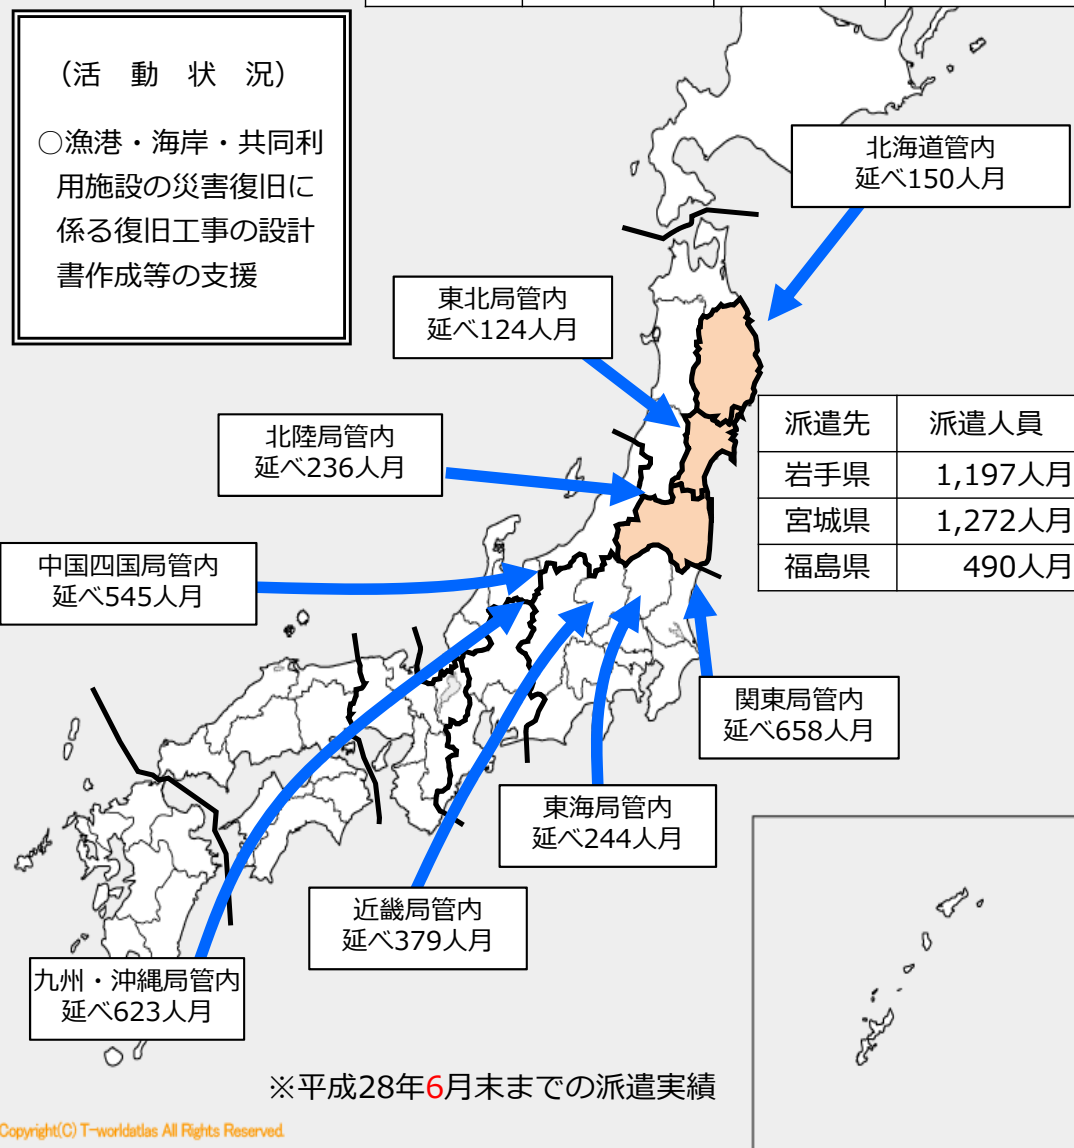 （活　動　状　況）
○漁港・海岸・共同利
用施設の災害復旧に
係る復旧工事の設計
書作成等の支援
北海道管内
延べ150人月
東北局管内
延べ124人月
北陸局管内
延べ236人月
派遣先 派遣人員
岩手県 1,197人月
宮城県 1,272人月
福島県 490人月
中国四国局管内
延べ545人月
関東局管内
延べ658人月
東海局管内
延べ244人月
近畿局管内
延べ379人月
九州・沖縄局管内
延べ623人月
※平成28年6月末までの派遣実績
Copyright(C) T-worldatlas All Rights Reserved.